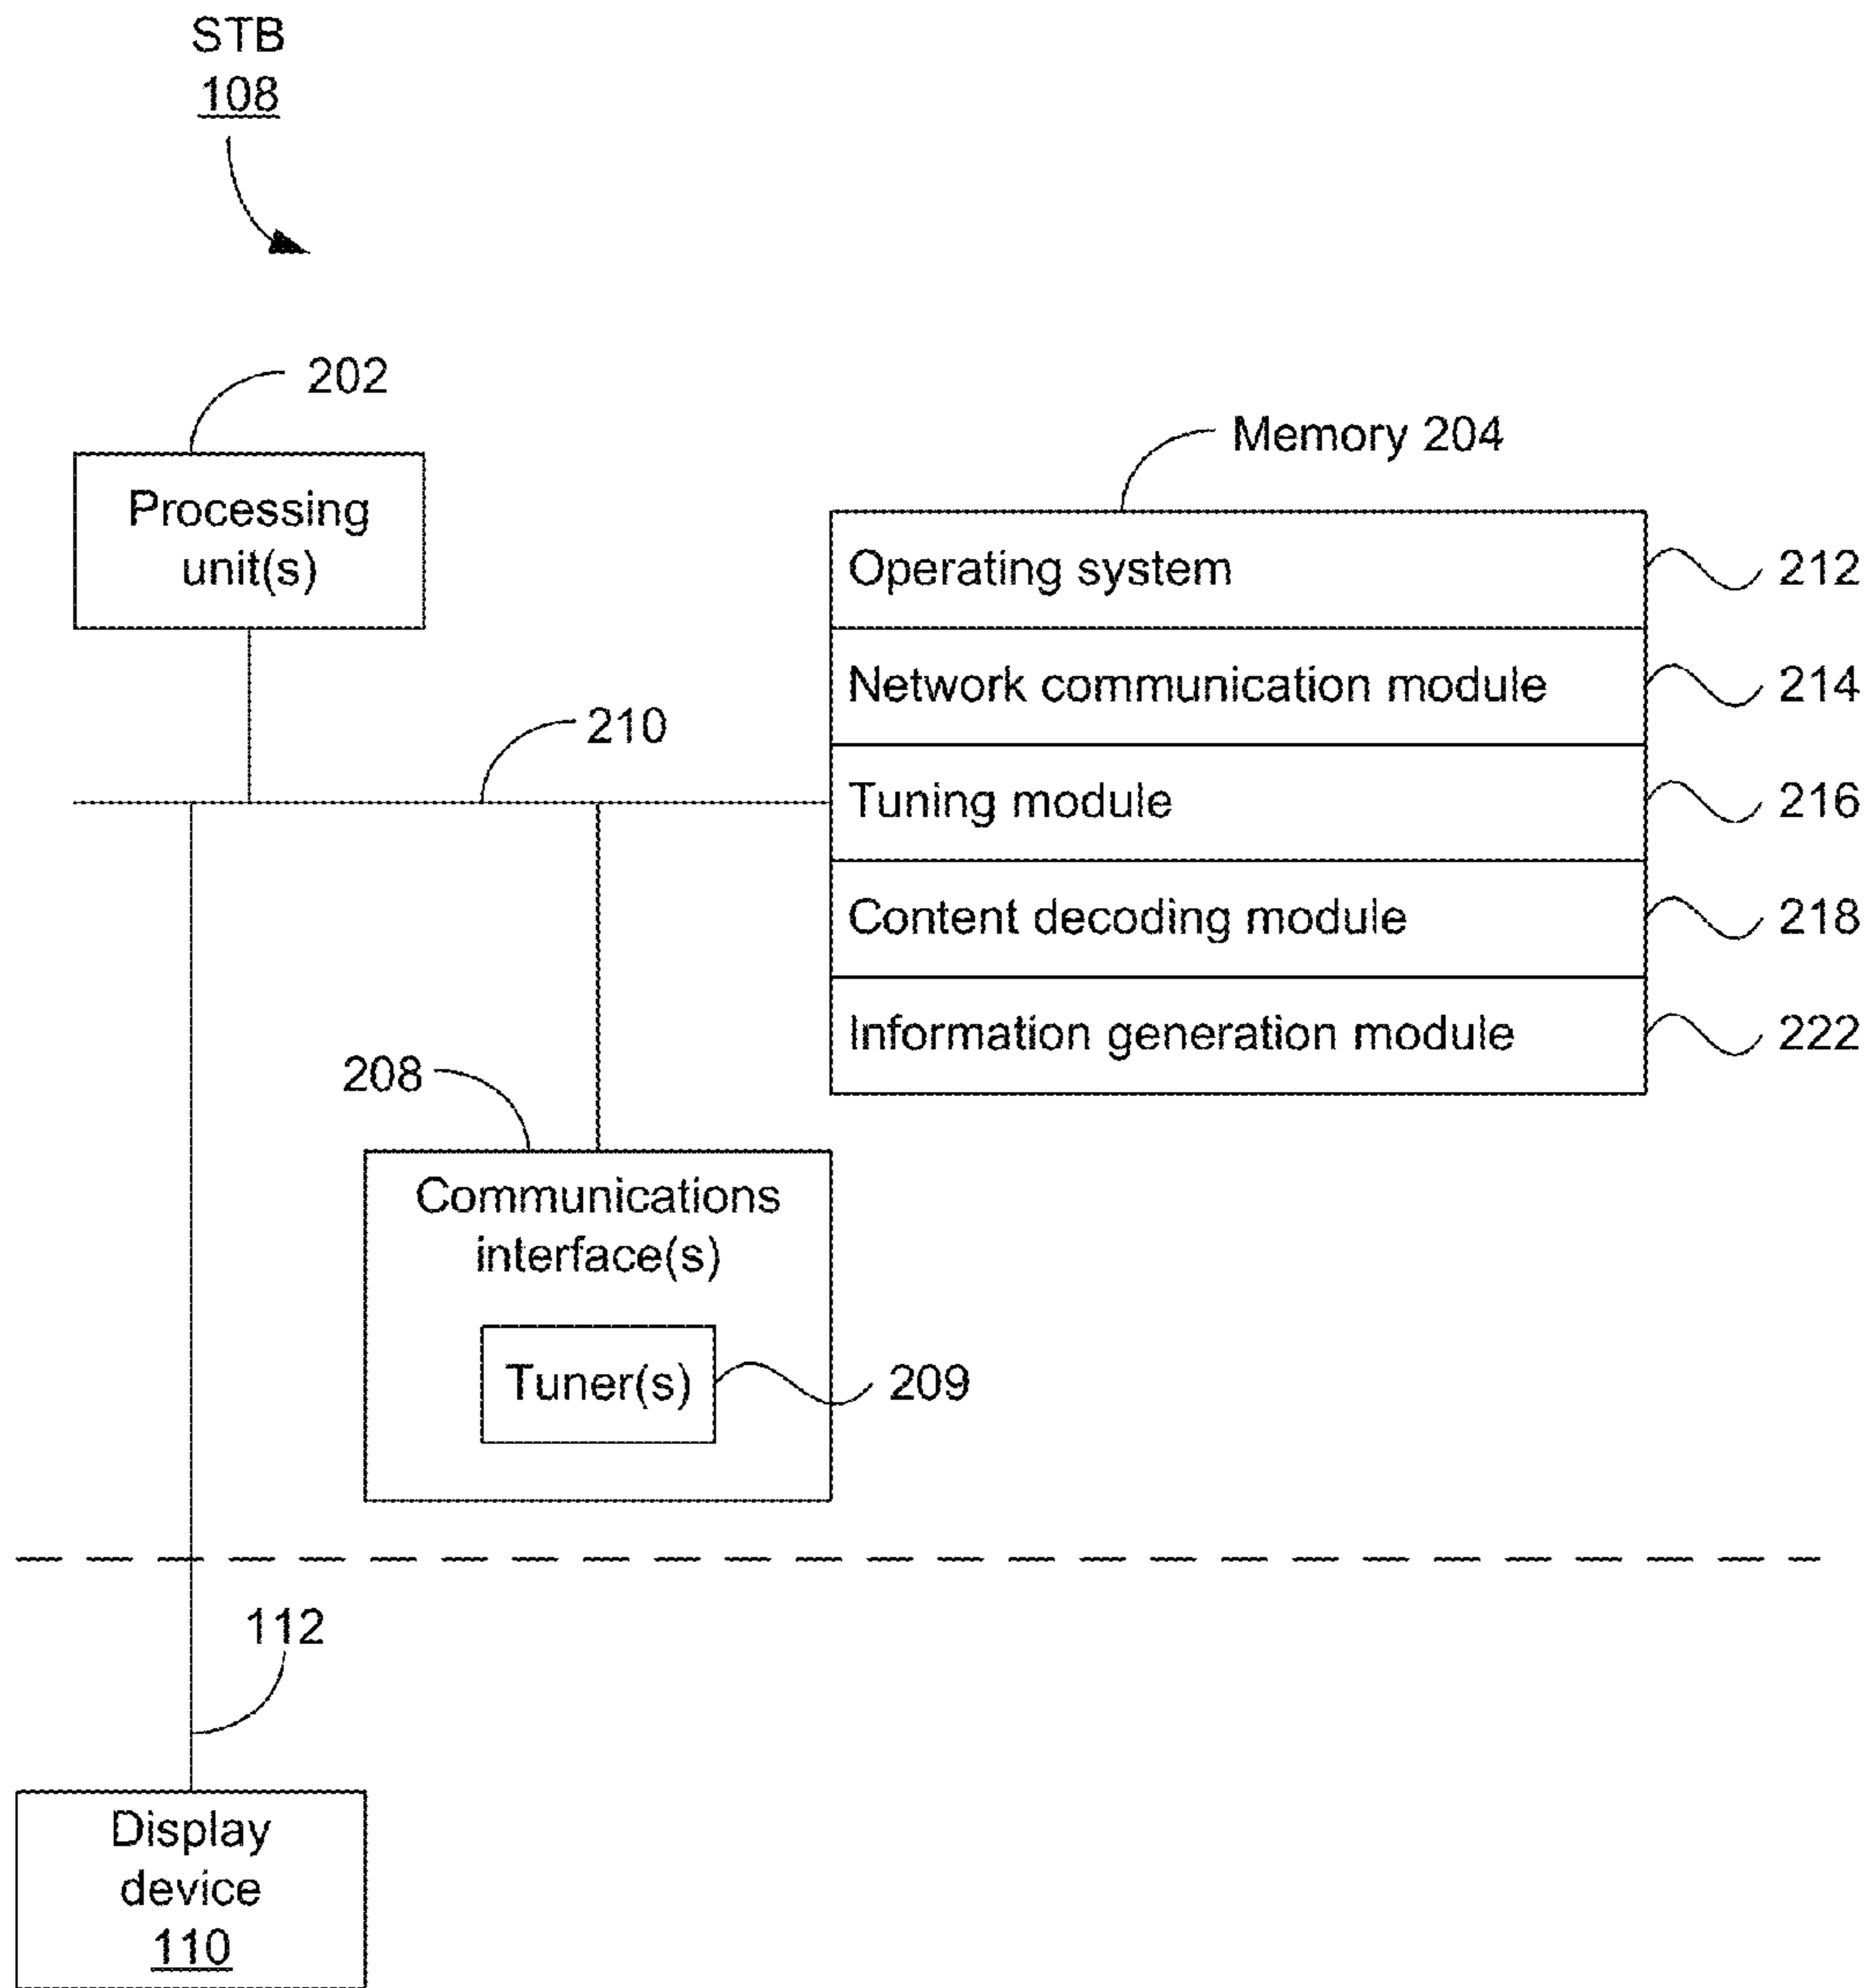 STB
108
202
Processing
unit(s)
Memory 204
Operating system
212
Network communication module
214
210
Tuning module
216
Content decoding module
218
Information generation module
222
208
Communications
interface(s)
Tuner(s)
209
112
Display
device
110